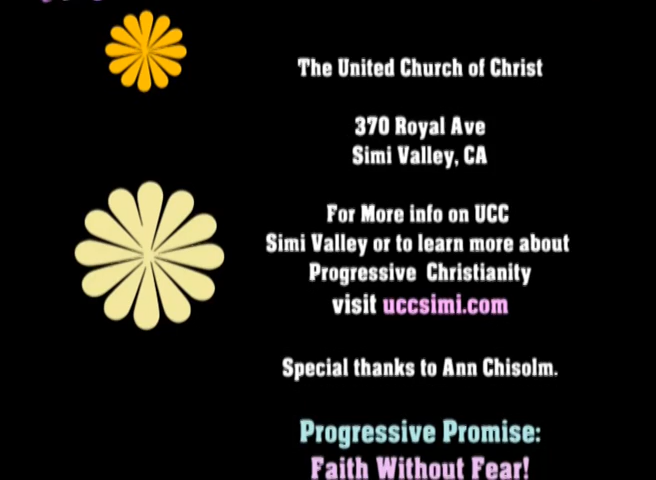 The United Church of Christ
370 Royal Ave
Simi Valley, CA
For More info on UCC
Simi Valley or to learn more about
Progressive Christianity
visit uccsimi.com
Special thanks to Ann Chisolm.
Progressive Promise:
Faith Without Fear!